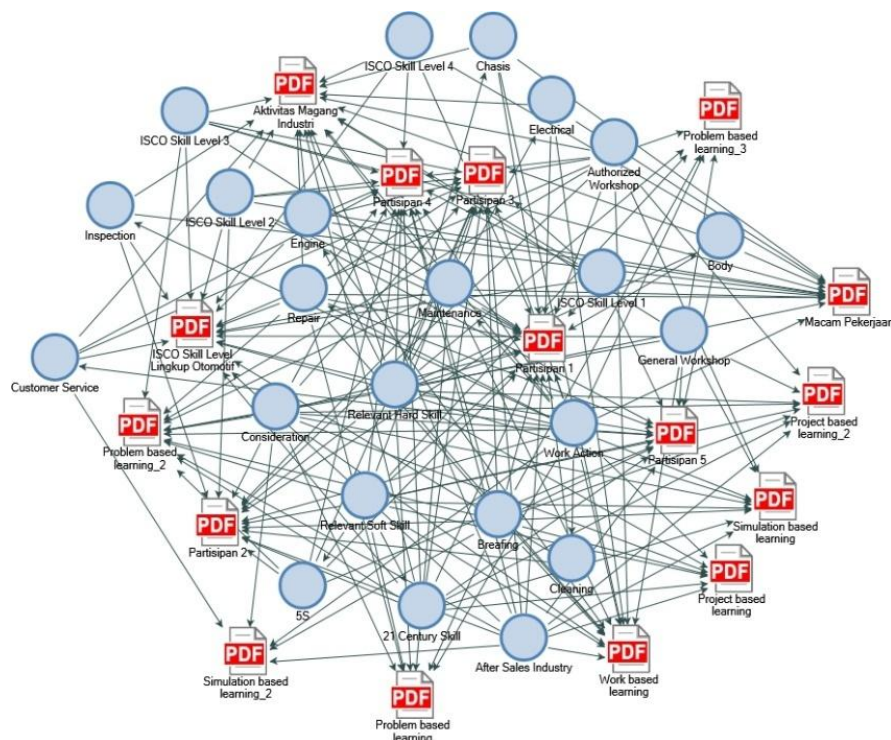 ISCO Skill Level 4
Chasis
PDF
Aktivitas Magang
Industri
PDF
Problem based
learning_3
Electrical
ISCO Skill Level 3
Authorized
Workshop
PDF
Partisipan 4
PDF
Partisipan 3
ISCO Skill Level 2
Inspection
Engine
Body
PDF
Macam Pekerjaan
Repair
Maintenance
ISCO Skill Level 1
PDF
ISCO Skill Level
Lingkup Otomotif
PDF
Partisipan 1
General Workshop
Customer Service
PDF
Problem based
learning_2
Consideration
Relevant Hard Skill
Work Action
PDF
Partisipan 5
PDF
Project based
learning_2
PDF
Simulation based
learning
PDF
Partisipan 2
Relevant Soft Skill
Breafing
Cleaning
PDF
Project based
learning
5S
21 Century Skill
After Sales Industry
PDF
Work based
learning
PDF
Simulation based
learning_2
PDF
Problem based
learning